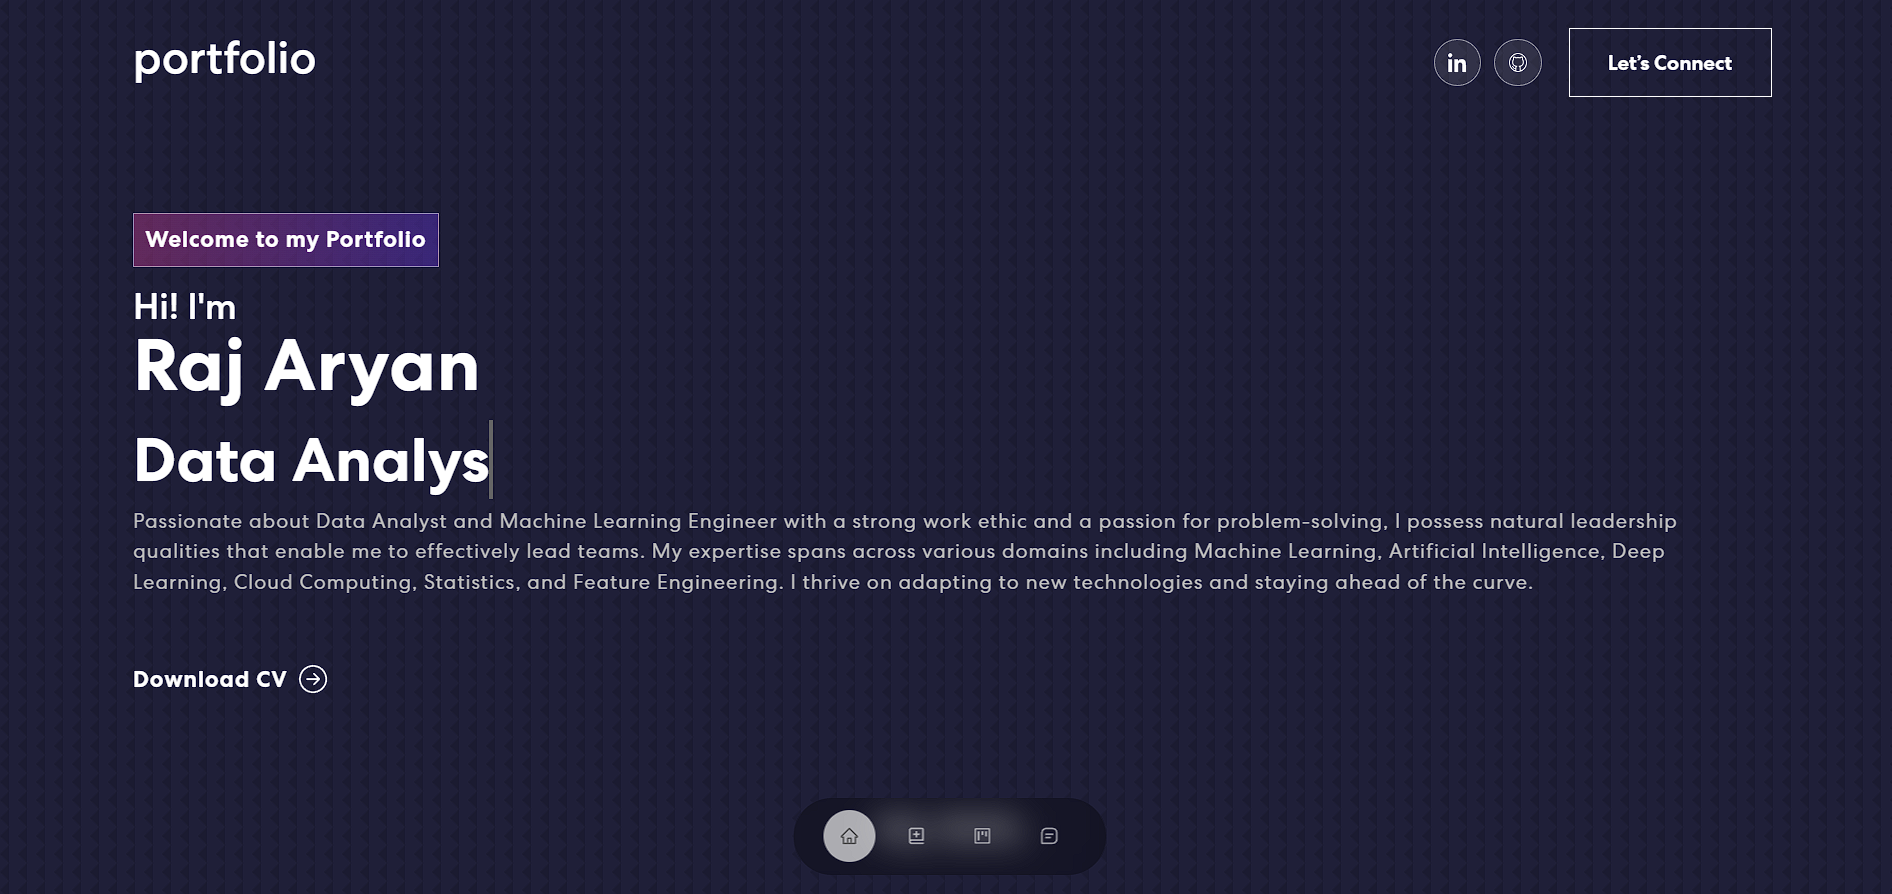 portfolio
in
Let's Connect
Welcome to my Portfolio
Hi! I'm
Raj Aryan
Data Analys
Passionate about Data Analyst and Machine Learning Engineer with a strong work ethic and a passion for problem-solving, I possess natural leadership
qualities that enable me to effectively lead teams. My expertise spans across various domains including Machine Learning, Artificial Intelligence, Deep
Learning, Cloud Computing, Statistics, and Feature Engineering. I thrive on adapting to new technologies and staying ahead of the curve.
Download CV